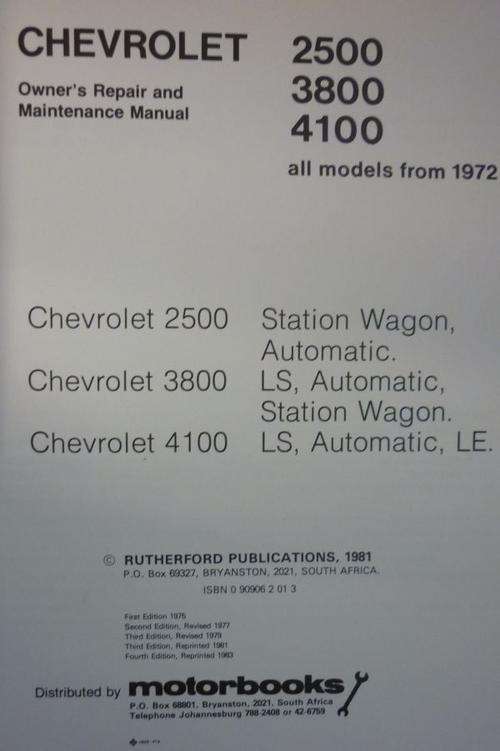 CHEVROLET 2500
Owner's Repair and 3800
Maintenance Manual 4100
all models from 1972
Chevrolet 2500 Station Wagon,
Automatic.
Chevrolet 3800 LS, Automatic,
Station Wagon.
Chevrolet 4100 LS, Automatic, LE.
© RUTHERFORD PUBLICATIONS, 1981
P.O. Box 69327, BRYANSTON, 2021, SOUTH AFRICA.
ISBN 0 90906 2 01 3
First Edition 1975
Second Edition, Revised 1977
Third Edition, Revised 1979
Third Edition, Reprinted 1981
Fourth Edition, Reprinted 1983
Distributed by motorbooks
P.O. Box 68801, Bryanston, 2021, South Africa
Telephone Johannesburg 788-2408 or 42-6759